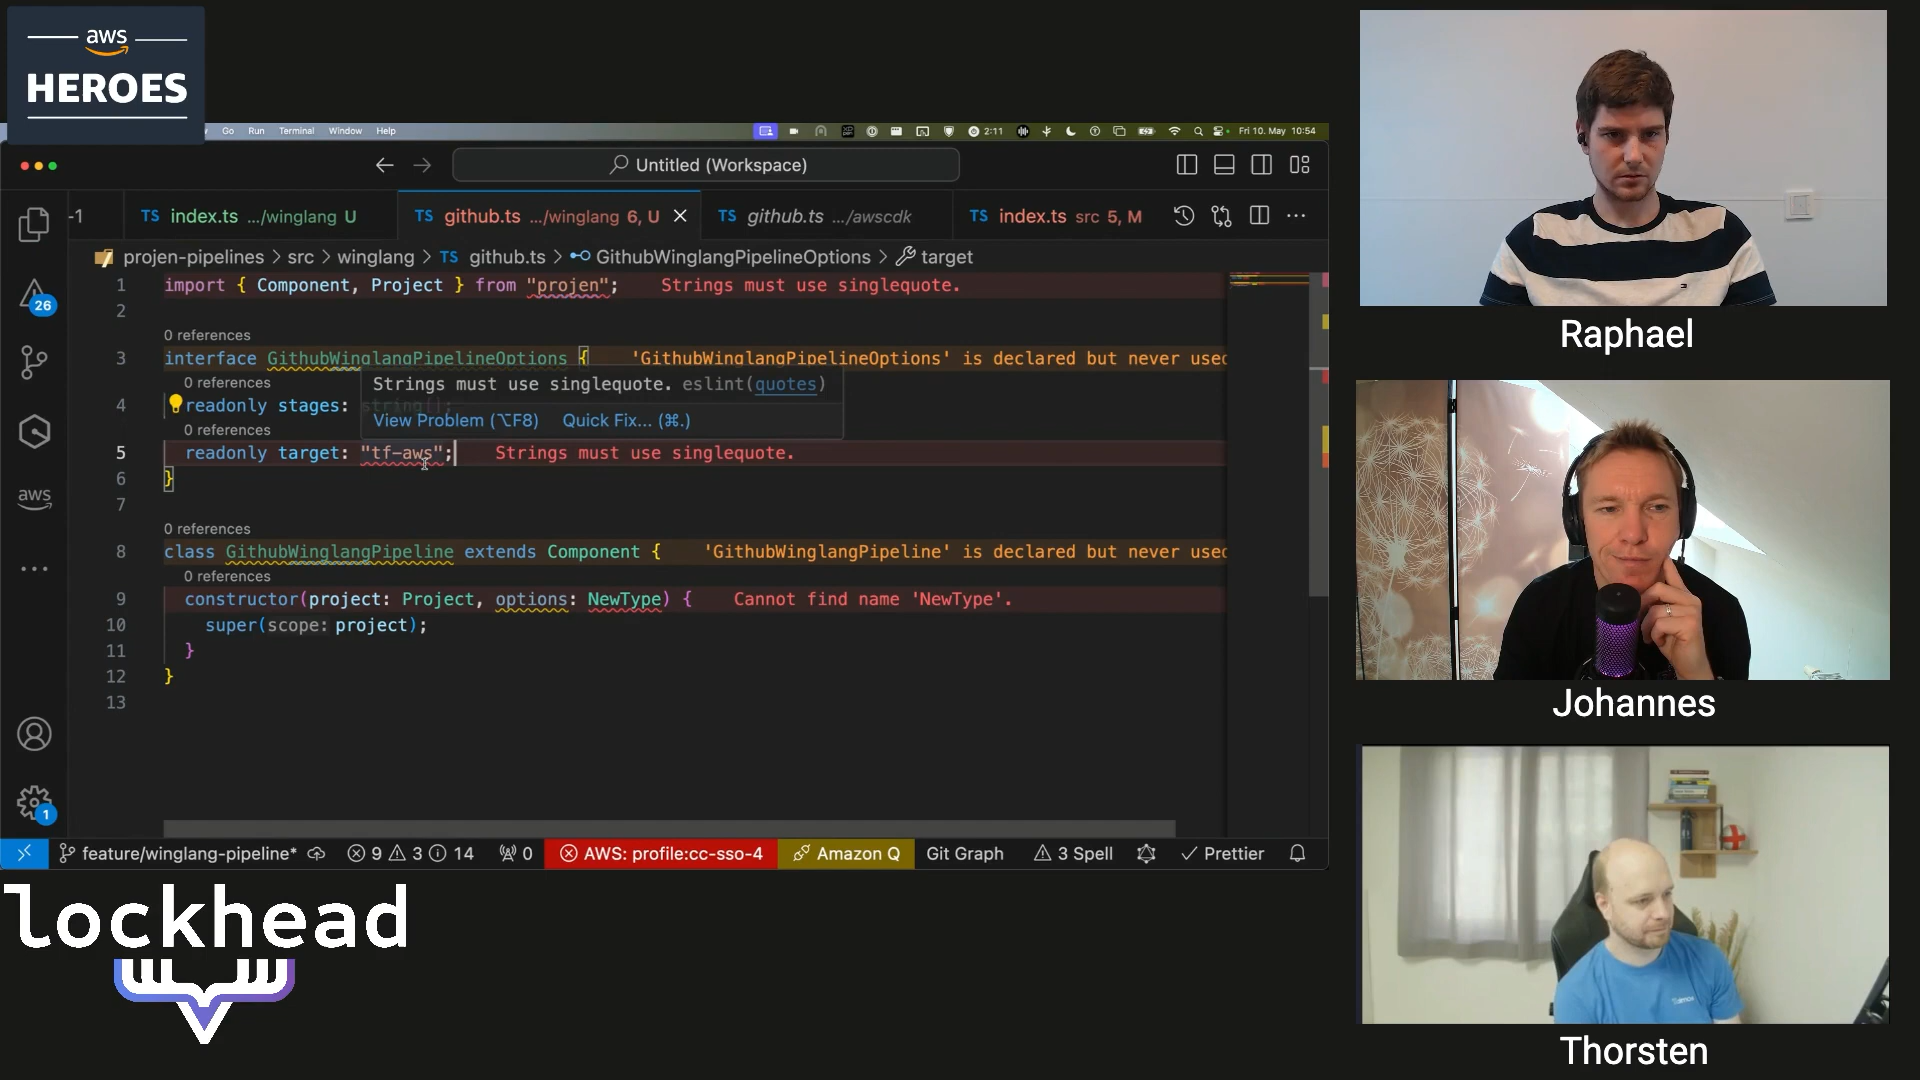 aws
HEROES
Go Run Terminal Window Help
2:11
Fri 10. May 10:54
Untitled (Workspace)
-1
TS index.ts .../winglang U
TS github.ts .../winglang 6, U
TS github.ts .../awscdk
TS index.ts src 5, M
projen-pipelines > src > winglang > TS github.ts > GithubWinglangPipelineOptions > target
1 import { Component, Project } from "projen"; Strings must use singlequote.
2
0 references
3 interface GithubWinglangPipelineOptions { 'GithubWinglangPipelineOptions' is declared but never used
Strings must use singlequote. eslint(quotes)
0 references
4 readonly stages: string[];
View Problem (⌥F8) Quick Fix... (⌘.)
0 references
5 readonly target: "tf-aws"; Strings must use singlequote.
6 }
7
0 references
8 class GithubWinglangPipeline extends Component { 'GithubWinglangPipeline' is declared but never used
0 references
9 constructor(project: Project, options: NewType) { Cannot find name 'NewType'.
10 super(scope: project);
11 }
12 }
13
26
aws
1
feature/winglang-pipeline* 9 3 14 0 AWS: profile:cc-sso-4 Amazon Q Git Graph 3 Spell Prettier
lockhead
Raphael
Johannes
Thorsten